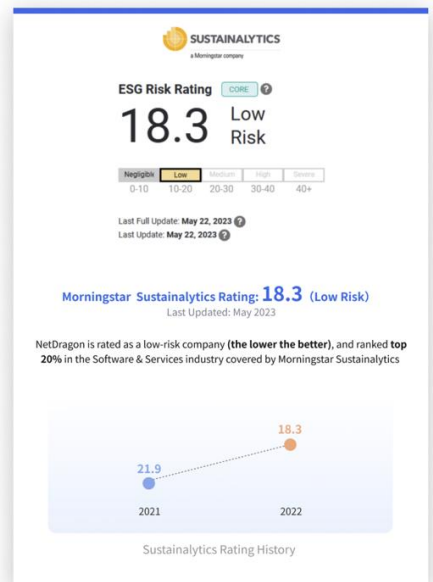 SUSTAINALYTICS
a Morningstar company
ESG Risk Rating CORE ?
18.3 Low
Risk
Negligible Low Medium High Severe
0-10 10-20 20-30 30-40 40+
Last Full Update: May 22, 2023 ?
Last Update: May 22, 2023 ?
Morningstar Sustainalytics Rating: 18.3 (Low Risk)
Last Updated: May 2023
NetDragon is rated as a low-risk company (the lower the better), and ranked top
20% in the Software & Services industry covered by Morningstar Sustainalytics
18.3
21.9
2021 2022
Sustainalytics Rating History